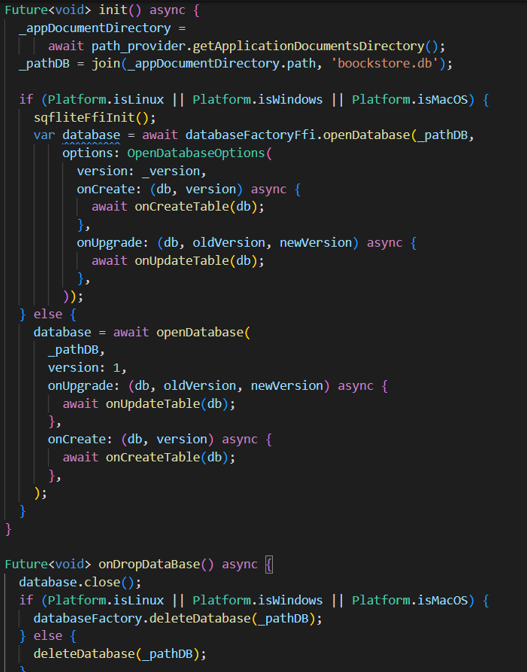 Future<void> init() async {
_appDocumentDirectory =
await path_provider.getApplicationDocumentsDirectory();
_pathDB = join(_appDocumentDirectory.path, 'boockstore.db');
if (Platform.isLinux || Platform.isWindows || Platform.isMacOS) {
sqfliteFfiInit();
var database = await databaseFactoryFfi.openDatabase(_pathDB,
options: OpenDatabaseOptions(
version: _version,
onCreate: (db, version) async {
await onCreateTable(db);
},
onUpgrade: (db, oldVersion, newVersion) async {
await onUpdateTable(db);
},
));
} else {
database = await openDatabase(
_pathDB,
version: 1,
onUpgrade: (db, oldVersion, newVersion) async {
await onUpdateTable(db);
},
onCreate: (db, version) async {
await onCreateTable(db);
},
);
}
}
Future<void> onDropDataBase() async {
database.close();
if (Platform.isLinux || Platform.isWindows || Platform.isMacOS) {
databaseFactory.deleteDatabase(_pathDB);
} else {
deleteDatabase(_pathDB);
}